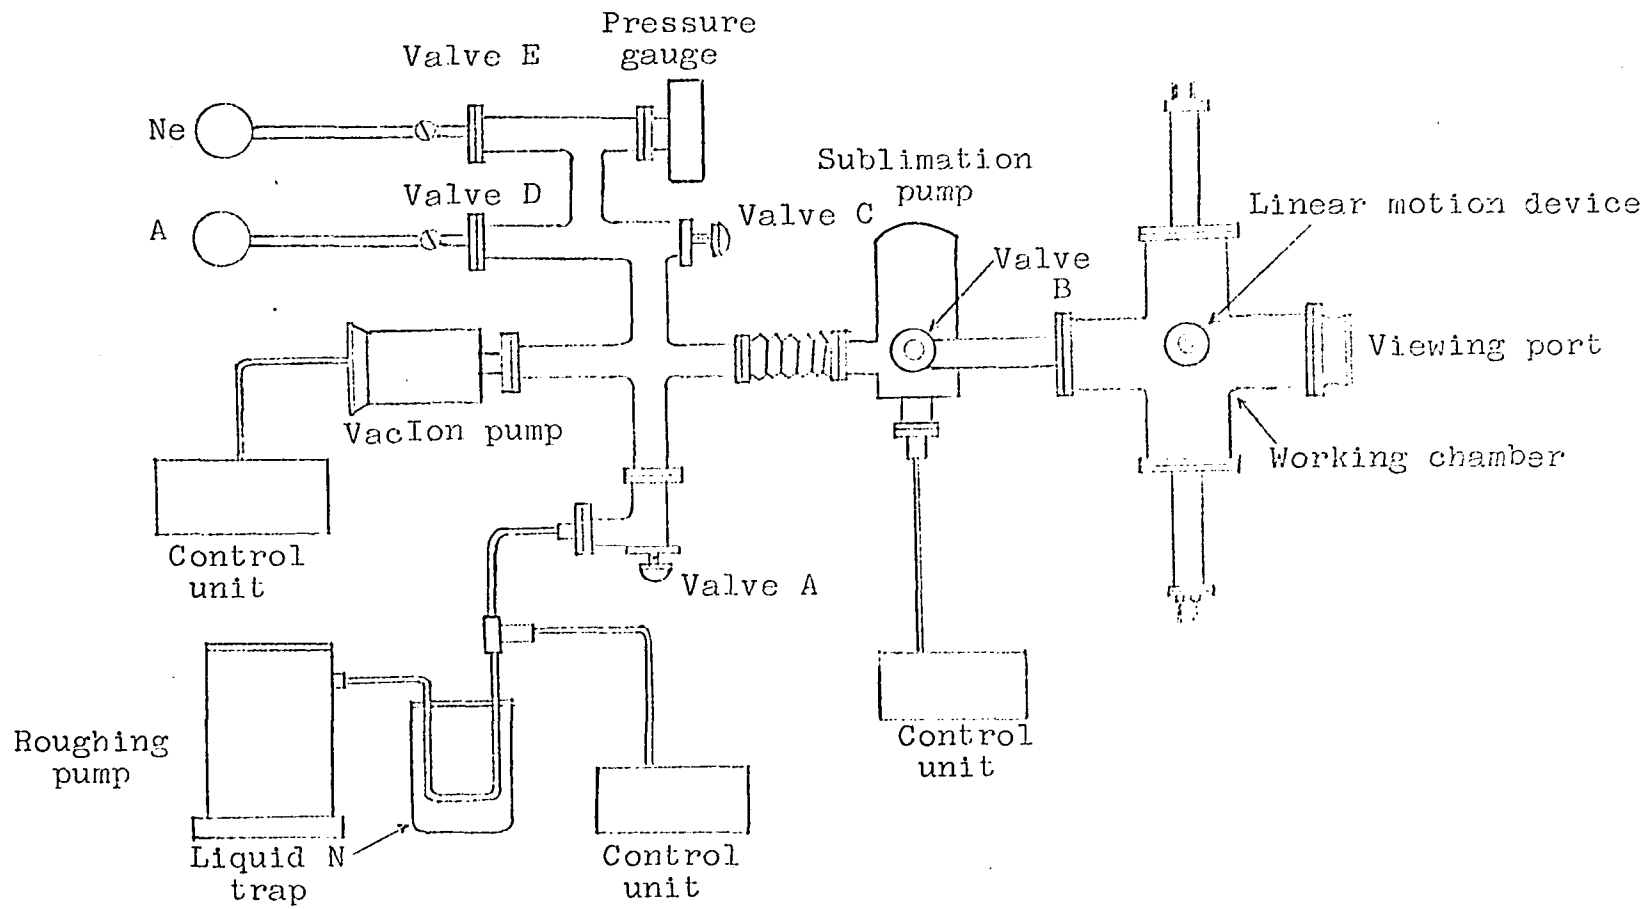 Pressure
gauge
Valve E
Ne
Valve D
A
Valve C
Sublimation
pump
Linear motion device
Valve
B
Viewing port
Working chamber
VacIon pump
Control
unit
Valve A
Roughing
pump
Liquid N
trap
Control
unit
Control
unit